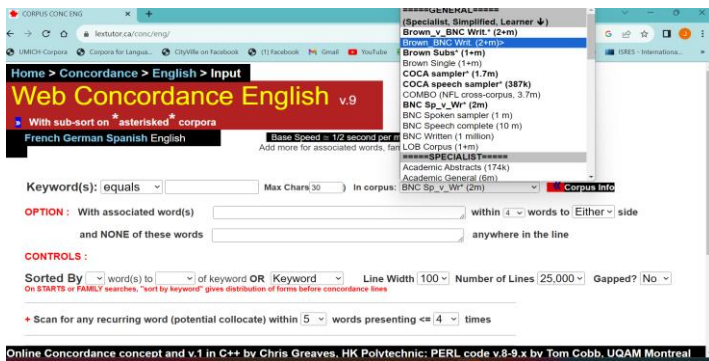 CORPUS CONC ENG
lextutor.ca/conc/eng/
UMICH Corpora
Corpora for Langua...
CityVille on Facebook
(1) Facebook
Gmail
YouTube
ISRES - Internationa...
Home > Concordance > English > Input
Web Concordance English v.9
With sub-sort on *asterisked* corpora
French German Spanish English
Base Speed = 1/2 second per m
Add more for associated words, fam
=====GENERAL=====
(Specialist, Simplified, Learner ↓)
Brown_v_BNC Writ.* (2+m)
Brown_BNC Writ. (2+m)>
Brown Subs* (1+m)
Brown Single (1+m)
COCA sampler* (1.7m)
COCA speech sampler* (387k)
COMBO (NFL cross-corpus, 3.7m)
BNC Sp_v_Wr* (2m)
BNC Spoken sampler (1 m)
BNC Speech complete (10 m)
BNC Written (1 million)
LOB Corpus (1+m)
=====SPECIALIST=====
Academic Abstracts (174k)
Academic General (6m)
Keyword(s): equals Max Chars 30 ) In corpus: BNC Sp_v_Wr* (2m) Corpus Info
OPTION : With associated word(s) within 4 words to Either side
and NONE of these words anywhere in the line
CONTROLS :
Sorted By word(s) to of keyword OR Keyword Line Width 100 Number of Lines 25,000 Gapped? No
On STARTS or FAMILY searches, "sort by keyword" gives distribution of forms before concordance lines
+ Scan for any recurring word (potential collocate) within 5 words presenting <= 4 times
Online Concordance concept and v.1 in C++ by Chris Greaves, HK Polytechnic; PERL code v.8-9.x by Tom Cobb, UQAM Montreal